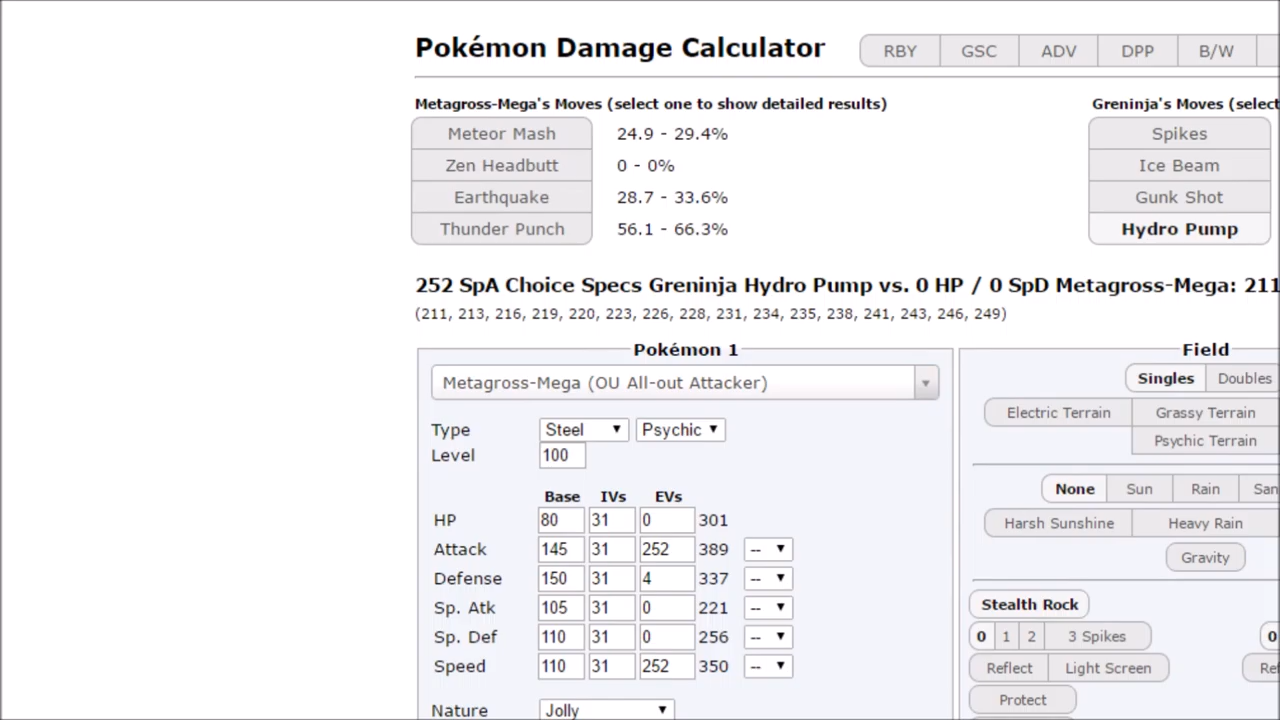 Pokémon Damage Calculator RBY GSC ADV DPP B/W
Metagross-Mega's Moves (select one to show detailed results) Greninja's Moves (select
Meteor Mash 24.9 - 29.4% Spikes
Zen Headbutt 0 - 0% Ice Beam
Earthquake 28.7 - 33.6% Gunk Shot
Thunder Punch 56.1 - 66.3% Hydro Pump
252 SpA Choice Specs Greninja Hydro Pump vs. 0 HP / 0 SpD Metagross-Mega: 211
(211, 213, 216, 219, 220, 223, 226, 228, 231, 234, 235, 238, 241, 243, 246, 249)
Pokémon 1
Metagross-Mega (OU All-out Attacker)
Type Steel Psychic
Level 100
Base IVs EVs
HP 80 31 0 301
Attack 145 31 252 389 --
Defense 150 31 4 337 --
Sp. Atk 105 31 0 221 --
Sp. Def 110 31 0 256 --
Speed 110 31 252 350 --
Nature Jolly
Field
Singles Doubles
Electric Terrain Grassy Terrain
Psychic Terrain
None Sun Rain San
Harsh Sunshine Heavy Rain
Gravity
Stealth Rock
0 1 2 3 Spikes 0
Reflect Light Screen Ref
Protect